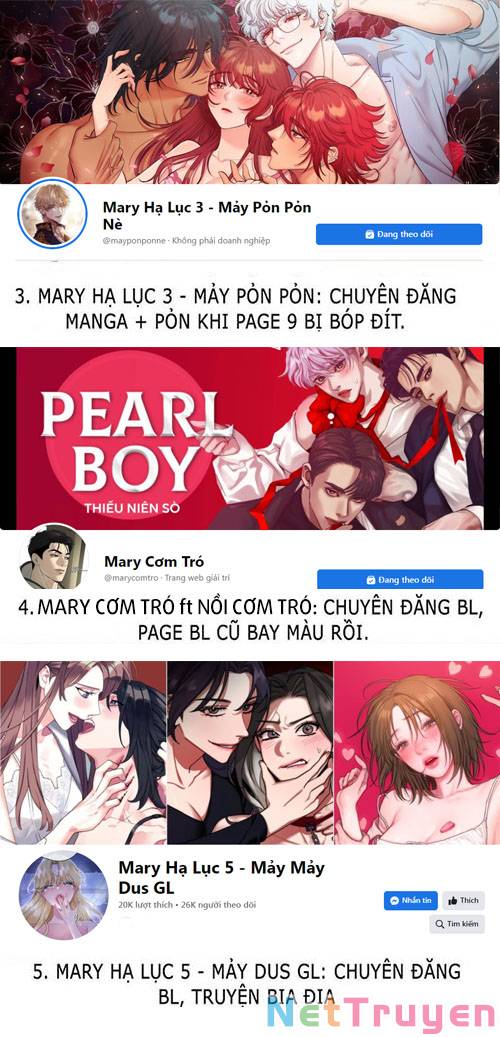 Mary Hạ Lục 3 - Mảy Pỏn Pỏn
Nè
@mayponponne · Không phải doanh nghiệp
Đang theo dõi
3. MARY HẠ LỤC 3 - MẢY PỎN PỎN: CHUYÊN ĐĂNG
MANGA + PỎN KHI PAGE 9 BỊ BÓP ĐÍT.
PEARL
BOY
THIẾU NIÊN SÒ
Mary Cơm Tró
@marycomtro · Trang web giải trí
Đang theo dõi
4. MARY CƠM TRÓ ft NỒI CƠM TRÓ: CHUYÊN ĐĂNG BL,
PAGE BL CŨ BAY MÀU RỒI.
Mary Hạ Lục 5 - Mảy Mảy
Dus GL
20K lượt thích • 26K người theo dõi
Nhắn tin
Thích
Tìm kiếm
5. MARY HẠ LỤC 5 - MẢY DUS GL: CHUYÊN ĐĂNG
BL, TRUYỆN BIA ĐIA
NetTruyen